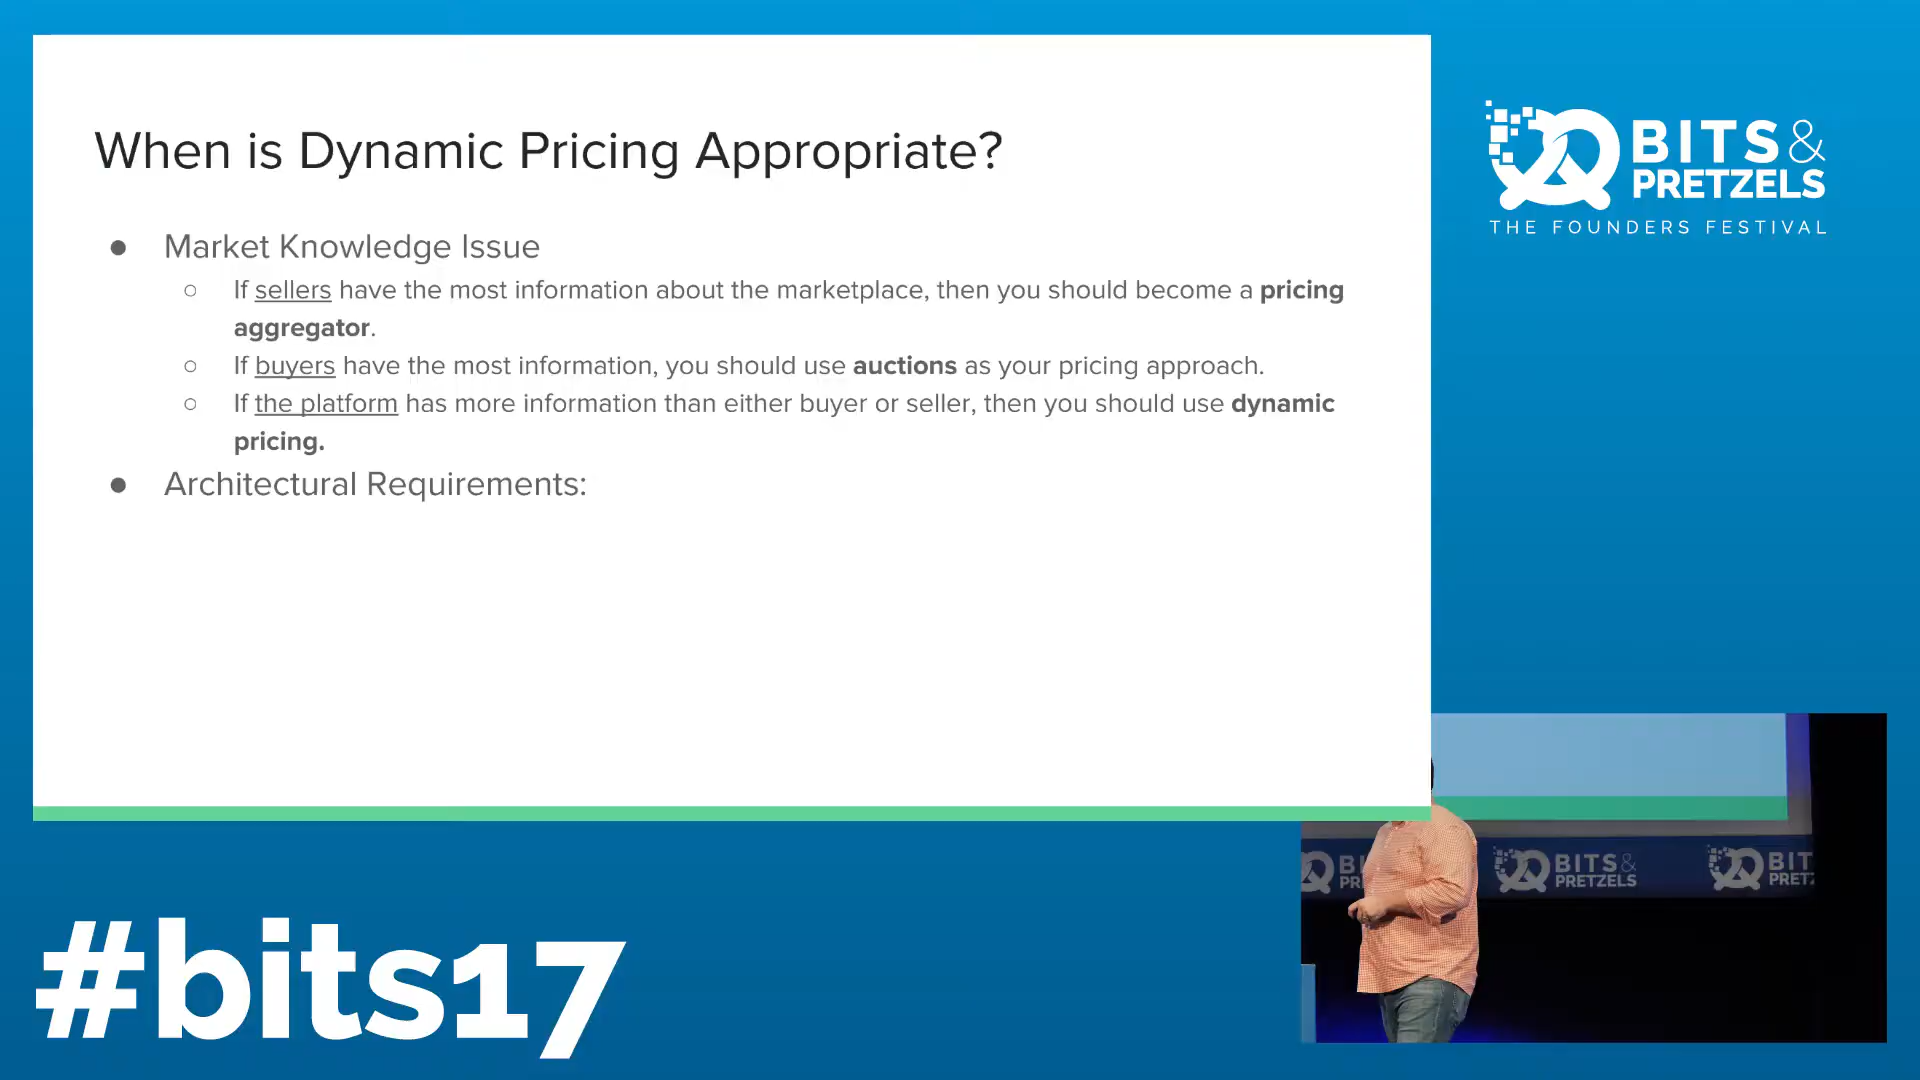 When is Dynamic Pricing Appropriate?
● Market Knowledge Issue
○ If sellers have the most information about the marketplace, then you should become a pricing
aggregator.
○ If buyers have the most information, you should use auctions as your pricing approach.
○ If the platform has more information than either buyer or seller, then you should use dynamic
pricing.
● Architectural Requirements:
BITS &
PRETZELS
THE FOUNDERS FESTIVAL
#bits17
BITS&
PRETZELS